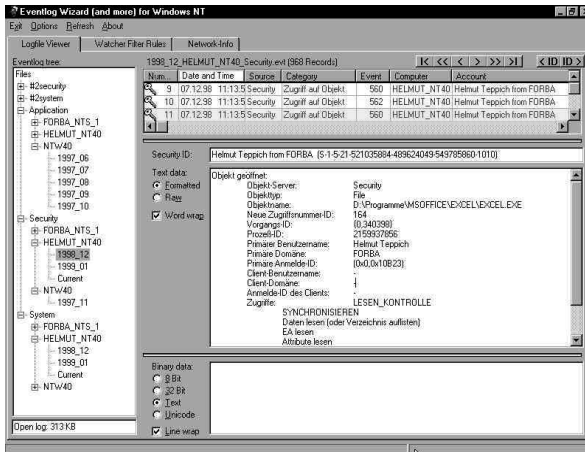 Eventlog Wizard (and more) for Windows NT
Exit Options Refresh About
Logfile Viewer Watcher Filter Rules Network-Info
Eventlog tree:
Files
#2security
#2system
Application
FORBA_NTS_1
HELMUT_NT40
NTW40
1997_06
1997_07
1997_08
1997_09
1997_10
Security
FORBA_NTS_1
HELMUT_NT40
1998_12
1999_01
Current
NTW40
1997_11
System
FORBA_NTS_1
HELMUT_NT40
1998_12
1999_01
Current
NTW40
Open log: 313 KB
1998_12_HELMUT_NT40_Security.evt (968 Records)
|< << < > >> >| < ID ID >
Num... Date and Time Source Category Event Computer Account
9 07.12.98 11:13:5 Security Zugriff auf Objekt 560 HELMUT_NT40 Helmut Teppich from FORBA
10 07.12.98 11:13:5 Security Zugriff auf Objekt 562 HELMUT_NT40 Helmut Teppich from FORBA
11 07.12.98 11:13:5 Security Zugriff auf Objekt 560 HELMUT_NT40 Helmut Teppich from FORBA
Security ID: Helmut Teppich from FORBA (S-1-5-21-521035884-489624049-549785860-1010)
Text data:
Formatted
Raw
Word wrap
Objekt geöffnet:
Objekt-Server: Security
Objekttyp: File
Objektname: D:\Programme\MSOFFICE\EXCEL\EXCEL.EXE
Neue Zugriffsnummer-ID: 164
Vorgangs-ID: {0,340398}
Prozeß-ID: 2159937856
Primärer Benutzername: Helmut Teppich
Primäre Domäne: FORBA
Primäre Anmelde-ID: (0x0,0x10B23)
Client-Benutzername: -
Client-Domäne: -
Anmelde-ID des Clients: -
Zugriffe: LESEN_KONTROLLE
SYNCHRONISIEREN
Daten lesen (oder Verzeichnis auflisten)
EA lesen
Attribute lesen
Binary data:
8 Bit
32 Bit
Text
Unicode
Line wrap